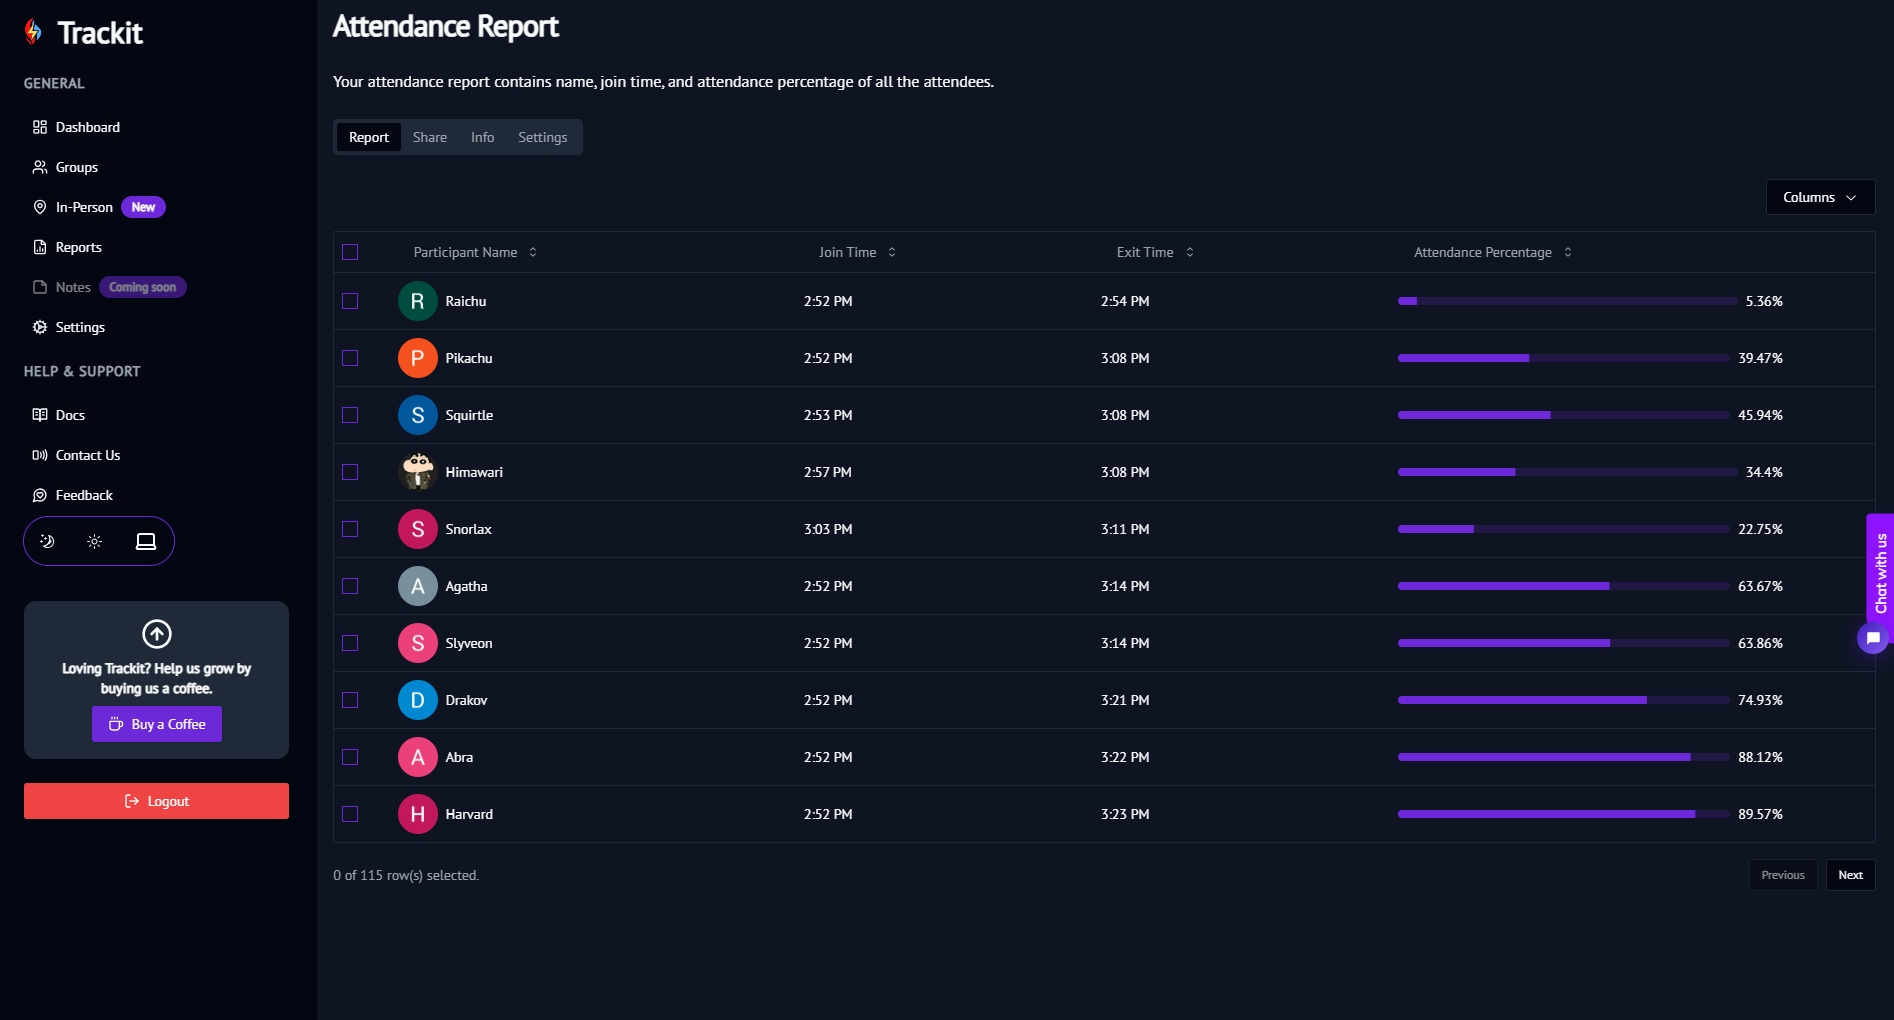 Trackit
GENERAL
Dashboard
Groups
In-Person New
Reports
Notes Coming soon
Settings
HELP & SUPPORT
Docs
Contact Us
Feedback
Loving Trackit? Help us grow by
buying us a coffee.
Buy a Coffee
Logout
Attendance Report
Your attendance report contains name, join time, and attendance percentage of all the attendees.
Report Share Info Settings
Columns
Participant Name Join Time Exit Time Attendance Percentage
R Raichu 2:52 PM 2:54 PM 5.36%
P Pikachu 2:52 PM 3:08 PM 39.47%
S Squirtle 2:53 PM 3:08 PM 45.94%
Himawari 2:57 PM 3:08 PM 34.4%
S Snorlax 3:03 PM 3:11 PM 22.75%
A Agatha 2:52 PM 3:14 PM 63.67%
S Slyveon 2:52 PM 3:14 PM 63.86%
D Drakov 2:52 PM 3:21 PM 74.93%
A Abra 2:52 PM 3:22 PM 88.12%
H Harvard 2:52 PM 3:23 PM 89.57%
0 of 115 row(s) selected.
Previous Next
Chat with us